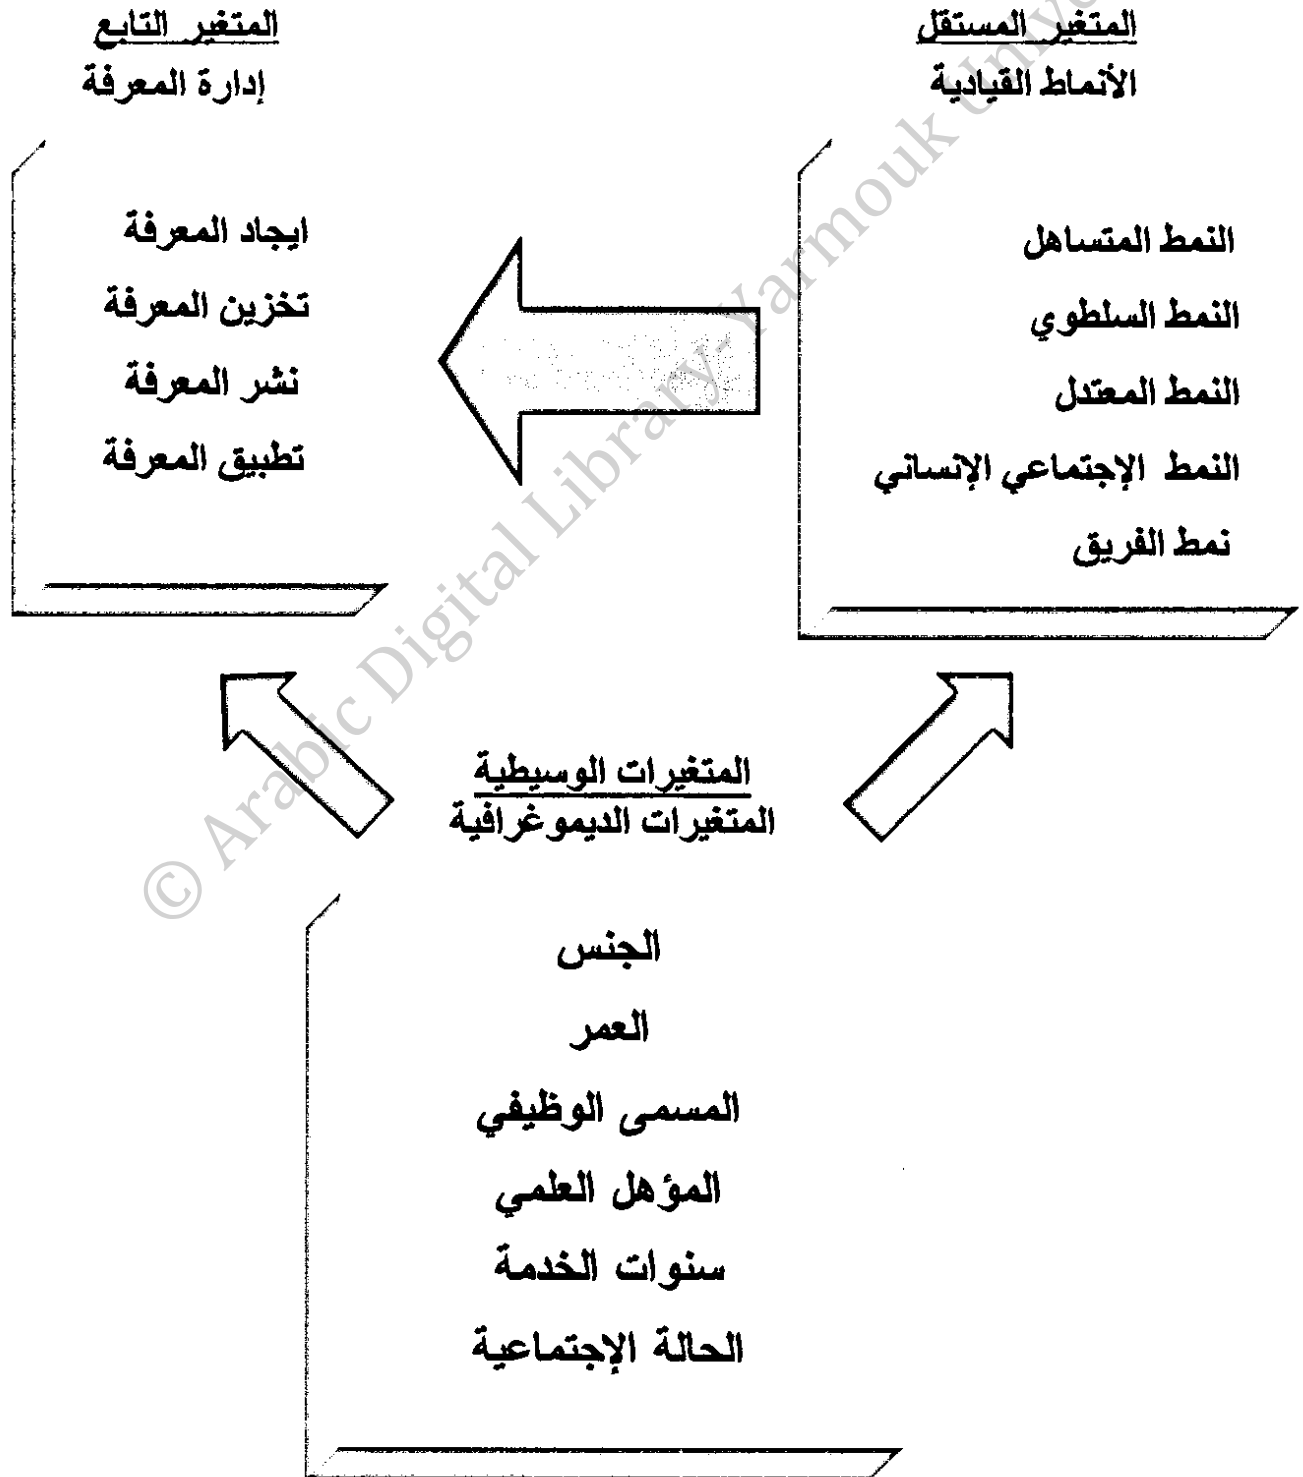 المتغير المستقل
الأنماط القيادية
النمط المتساهل
النمط السلطوي
النمط المعتدل
النمط الإجتماعي الإنساني
نمط الفريق
المتغير التابع
إدارة المعرفة
ايجاد المعرفة
تخزين المعرفة
نشر المعرفة
تطبيق المعرفة
المتغيرات الوسيطية
المتغيرات الديموغرافية
الجنس
العمر
المسمى الوظيفي
المؤهل العلمي
سنوات الخدمة
الحالة الإجتماعية
© Arabic Digital Library-Yarmouk